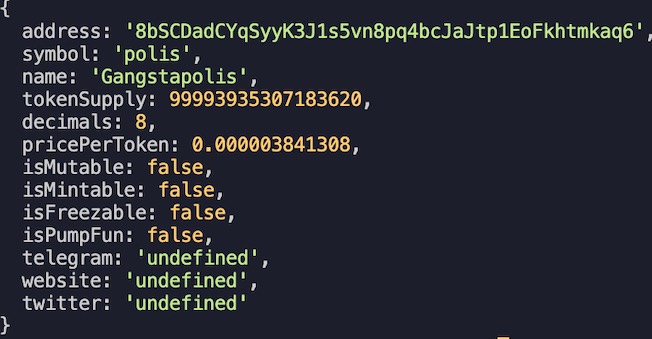 {
address: '8bSCDadCYqSyyK3J1s5vn8pq4bcJaJtp1EoFkhtmkaq6',
symbol: 'polis',
name: 'Gangstapolis',
tokenSupply: 99993935307183620,
decimals: 8,
pricePerToken: 0.000003841308,
isMutable: false,
isMintable: false,
isFreezable: false,
isPumpFun: false,
telegram: 'undefined',
website: 'undefined',
twitter: 'undefined'
}